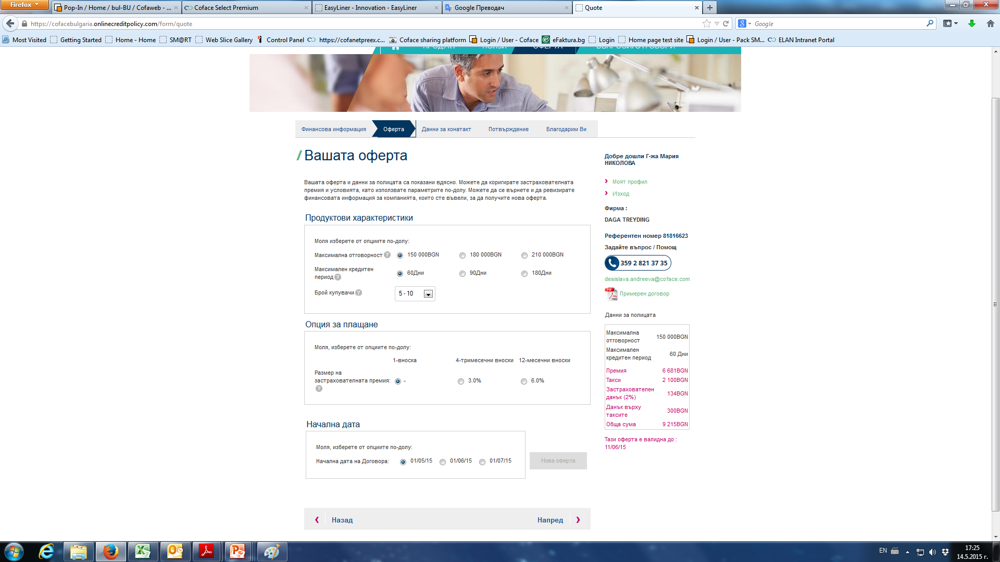 Firefox
Pop-In / Home / bul-BU / Cofaweb - ...
Coface Select Premium
EasyLiner - Innovation - EasyLiner
Google Преводач
Quote
https://cofacebulgaria.onlinecreditpolicy.com/form/quote
Google
Most Visited
Getting Started
Home - Home
SM@RT
Web Slice Gallery
Control Panel
https://cofanetpreex.c...
Coface sharing platform
Login / User - Coface
eFaktura.bg
Login
Home page test site
Login / User - Pack SM...
ELAN Intranet Portal
ПРОДУКТ
ПОЛЗИ
ОФЕРТА
ВЪПРОСИ/ОТГОВОРИ
Финансова информация
Оферта
Данни за конатакт
Потвърждение
Благодарим Ви
/ Вашата оферта
Вашата оферта и данни за полицата са показани вдясно. Можете да коригирате застрахователната
премия и условията, като използвате параметрите по-долу. Можете да се върнете и да ревизирате
финансовата информация за компанията, които сте въвели, за да получите нова оферта.
Продуктови характеристики
Моля изберете от опциите по-долу:
Максимална отговорност ? 150 000BGN 180 000BGN 210 000BGN
Максимален кредитен
период ? 60Дни 90Дни 180Дни
Брой купувачи ? 5 - 10
Опция за плащане
Моля, изберете от опциите по-долу:
1-вноска 4-тримесечни вноски 12-месечни вноски
Размер на
застрахователната премия: - 3.0% 6.0%
?
Начална дата
Моля, изберете от опциите по-долу:
Начална дата на Договора: 01/05/15 01/06/15 01/07/15
Нова оферта
Назад
Напред
Добре дошли Г-жа Мария
НИКОЛОВА
Моят профил
Изход
Фирма :
DAGA TREYDING
Референтен номер 81816623
Задайте въпрос / Помощ
359 2 821 37 35
desislava.andreeva@coface.com
Примерен договор
Данни за полицата
Максимална
отговорност 150 000BGN
Максимален
кредитен период 60 Дни
Премия 6 681BGN
Такси 2 100BGN
Застрахователен
данък (2%) 134BGN
Данък върху
таксите 300BGN
Обща сума 9 215BGN
Тази оферта е валидна до :
11/06/15
EN
17:25
14.5.2015 г.